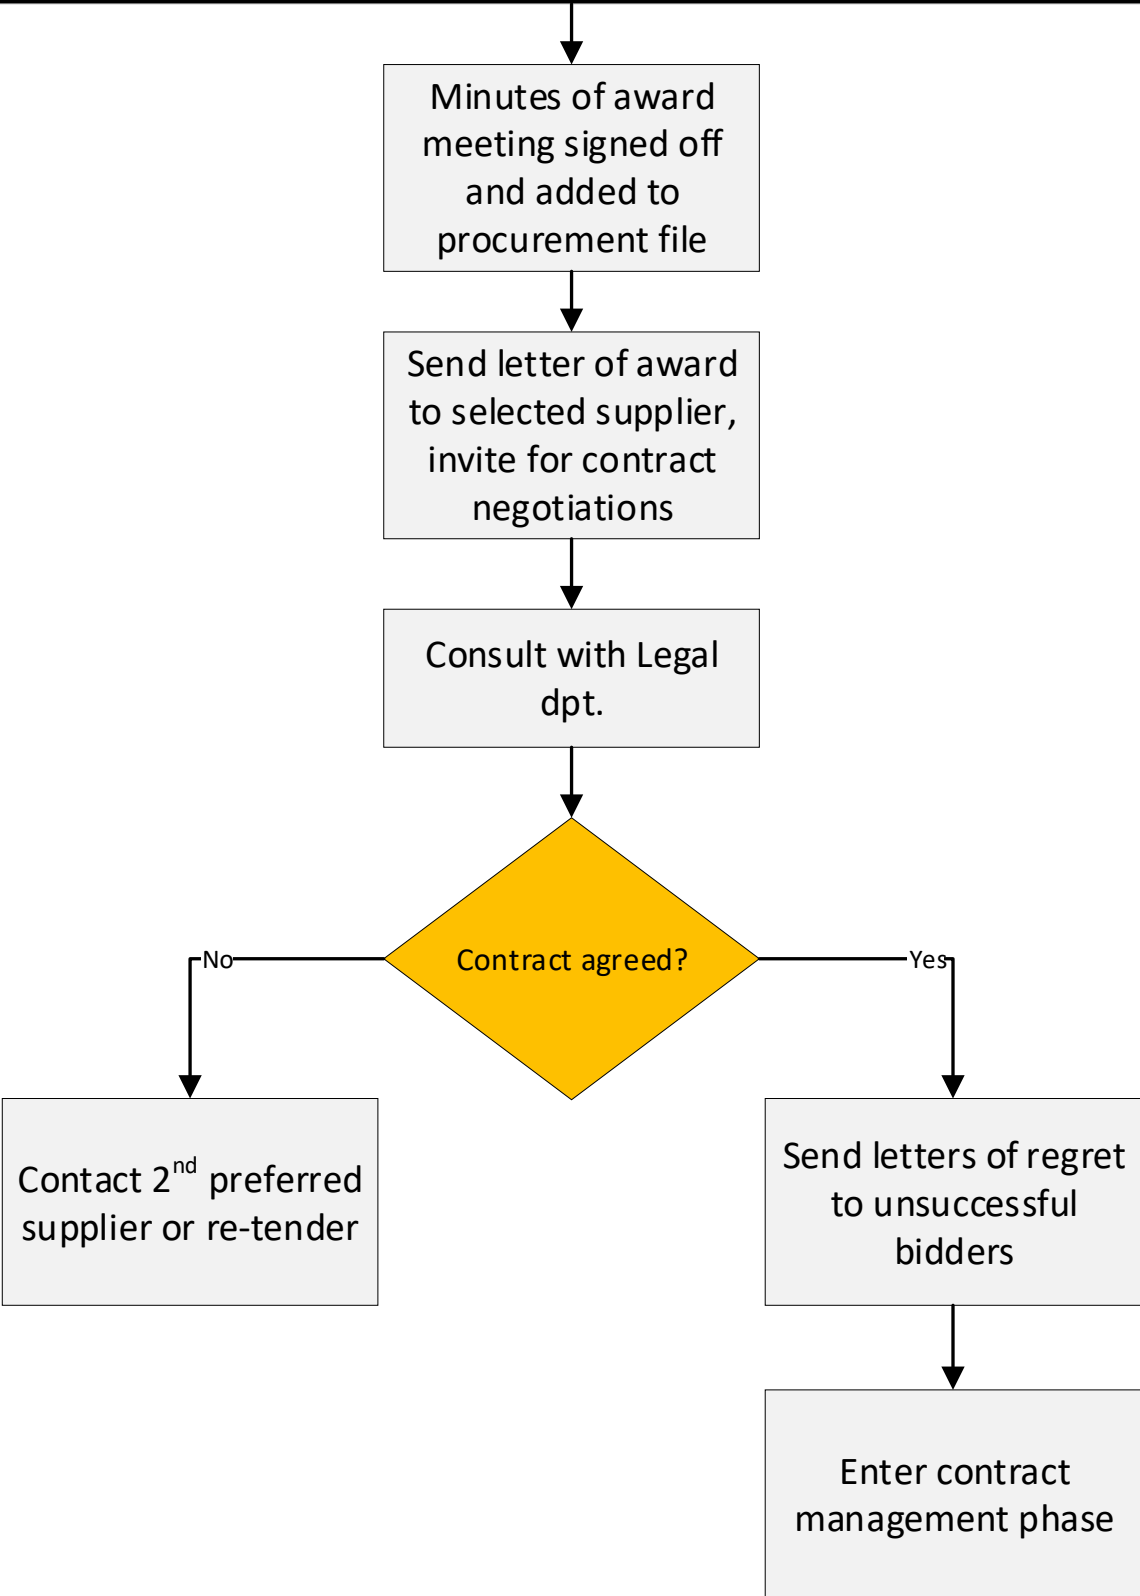 Minutes of award
meeting signed off
and added to
procurement file
Send letter of award
to selected supplier,
invite for contract
negotiations
Consult with Legal
dpt.
Contract agreed?
No
Yes
Contact 2nd preferred
supplier or re-tender
Send letters of regret
to unsuccessful
bidders
Enter contract
management phase